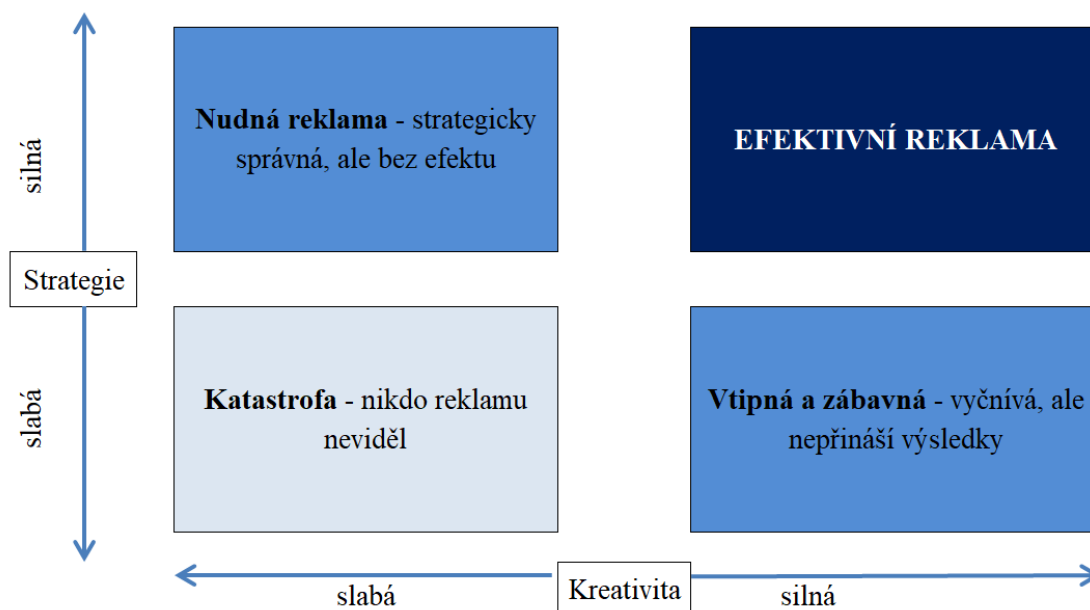 silná
Nudná reklama - strategicky
správná, ale bez efektu
EFEKTIVNÍ REKLAMA
Strategie
slabá
Katastrofa - nikdo reklamu
neviděl
Vtipná a zábavná - vyčnívá, ale
nepřináší výsledky
slabá
Kreativita
silná